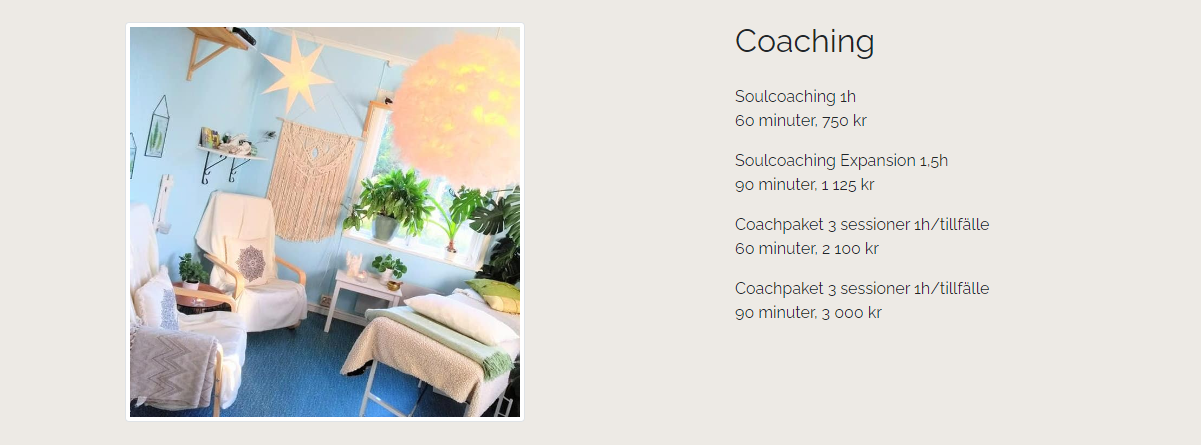 Coaching
Soulcoaching 1h
60 minuter, 750 kr
Soulcoaching Expansion 1,5h
90 minuter, 1 125 kr
Coachpaket 3 sessioner 1h/tillfälle
60 minuter, 2 100 kr
Coachpaket 3 sessioner 1h/tillfälle
90 minuter, 3 000 kr